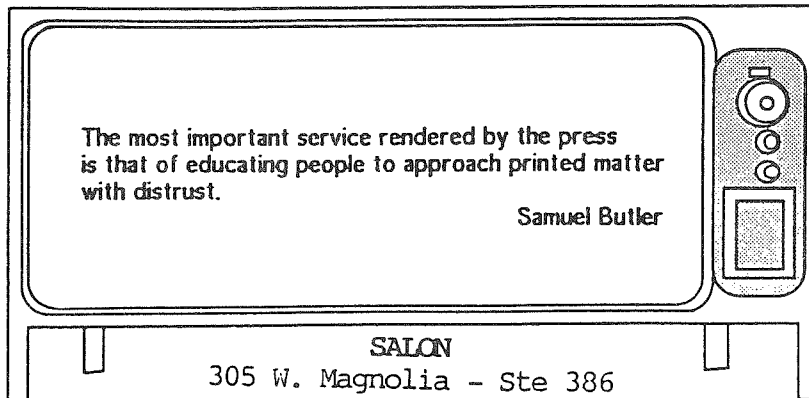 The most important service rendered by the press
is that of educating people to approach printed matter
with distrust.
Samuel Butler
SALON
305 W. Magnolia - Ste 386